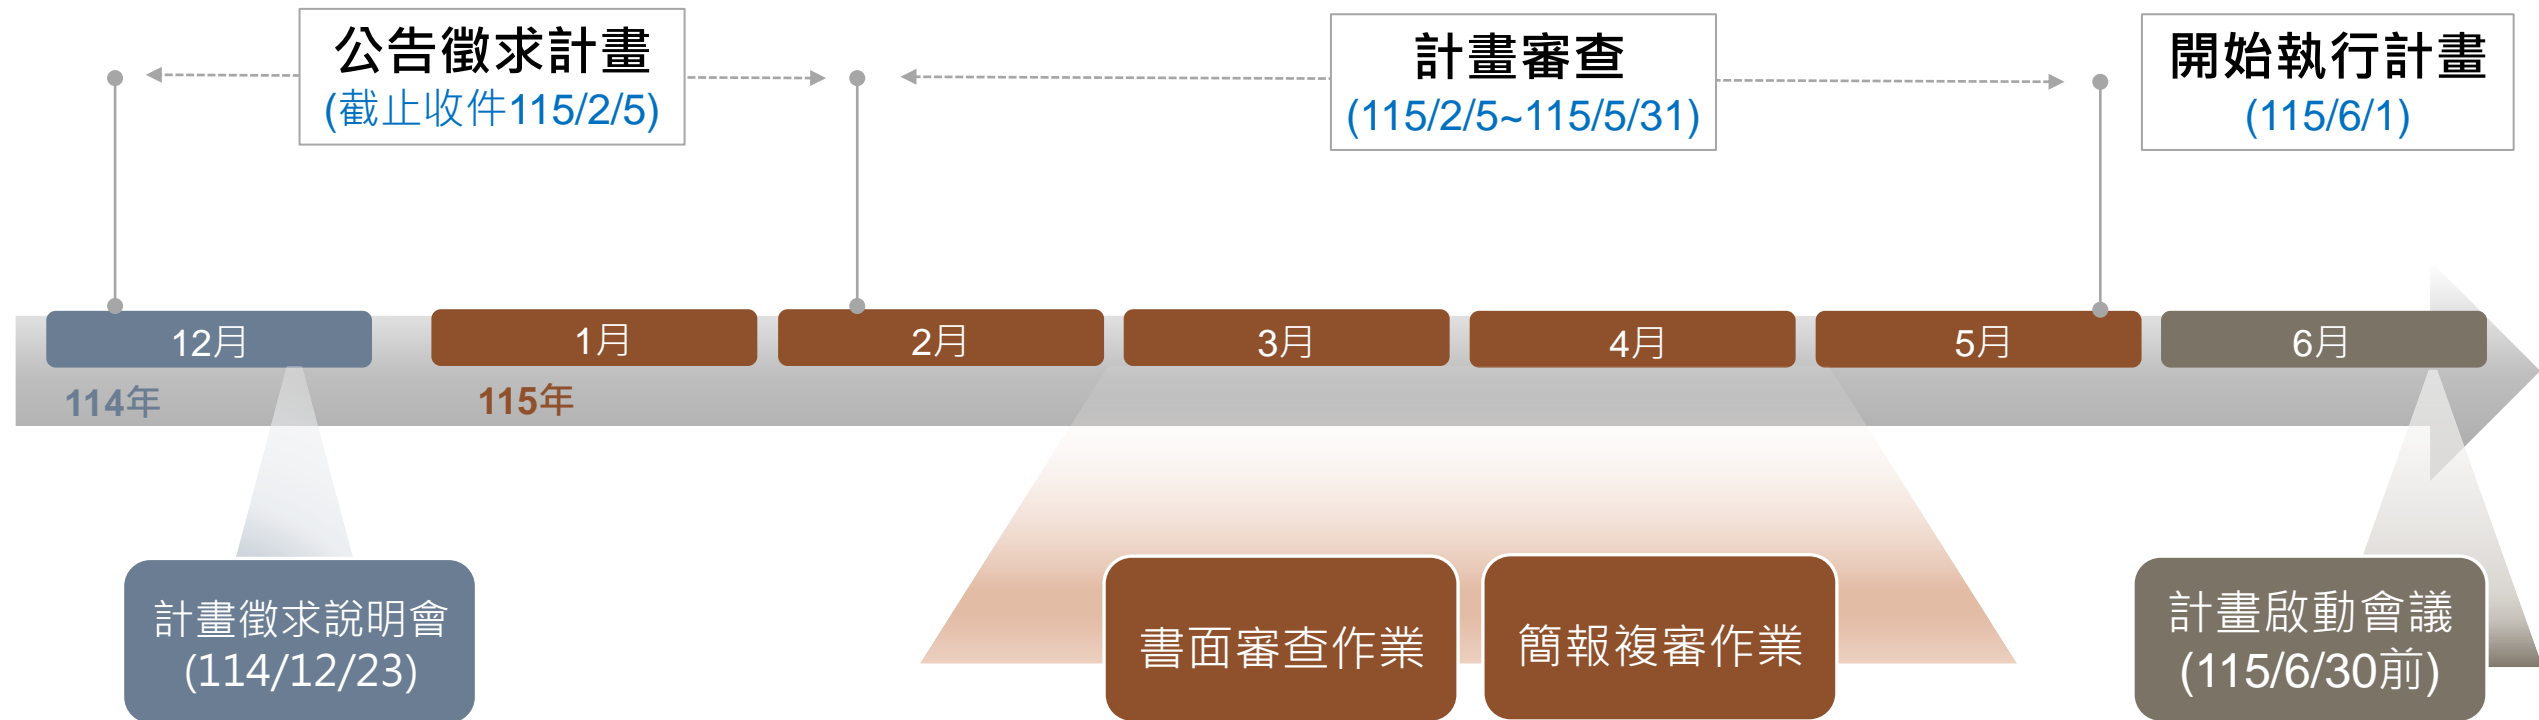 公告徵求計畫
(截止收件115/2/5)
計畫審查
(115/2/5~115/5/31)
開始執行計畫
(115/6/1)
12月
1月
2月
3月
4月
5月
6月
114年
115年
計畫徵求說明會
(114/12/23)
書面審查作業
簡報複審作業
計畫啟動會議
(115/6/30前)